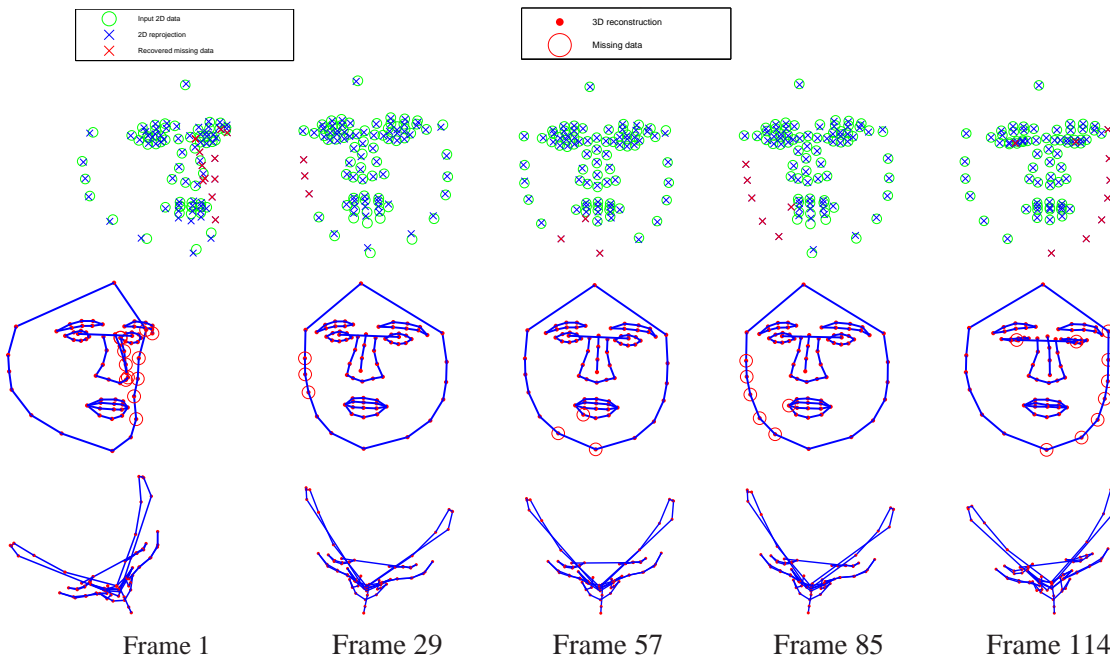 Input 2D data
2D reprojection
Recovered missing data
3D reconstruction
Missing data
Frame 1
Frame 29
Frame 57
Frame 85
Frame 114